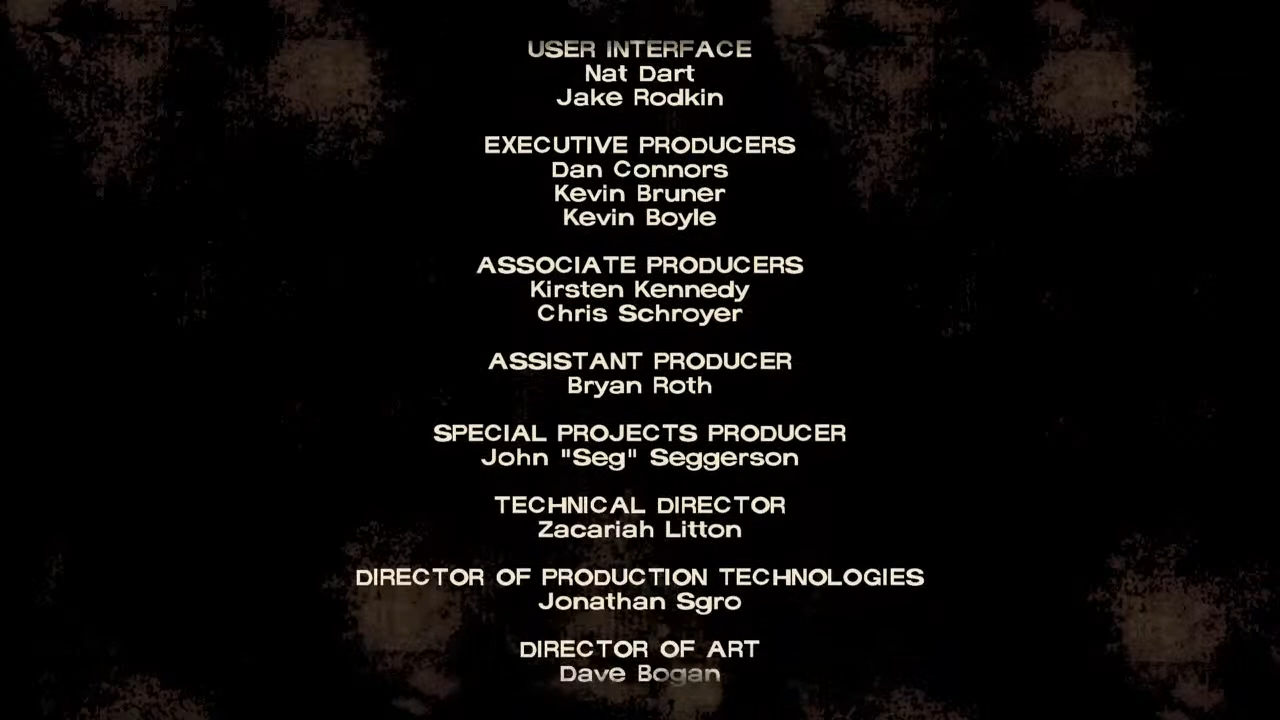 USER INTERFACE
Nat Dart
Jake Rodkin
EXECUTIVE PRODUCERS
Dan Connors
Kevin Bruner
Kevin Boyle
ASSOCIATE PRODUCERS
Kirsten Kennedy
Chris Schroyer
ASSISTANT PRODUCER
Bryan Roth
SPECIAL PROJECTS PRODUCER
John "Seg" Seggerson
TECHNICAL DIRECTOR
Zacariah Litton
DIRECTOR OF PRODUCTION TECHNOLOGIES
Jonathan Sgro
DIRECTOR OF ART
Dave Bogan